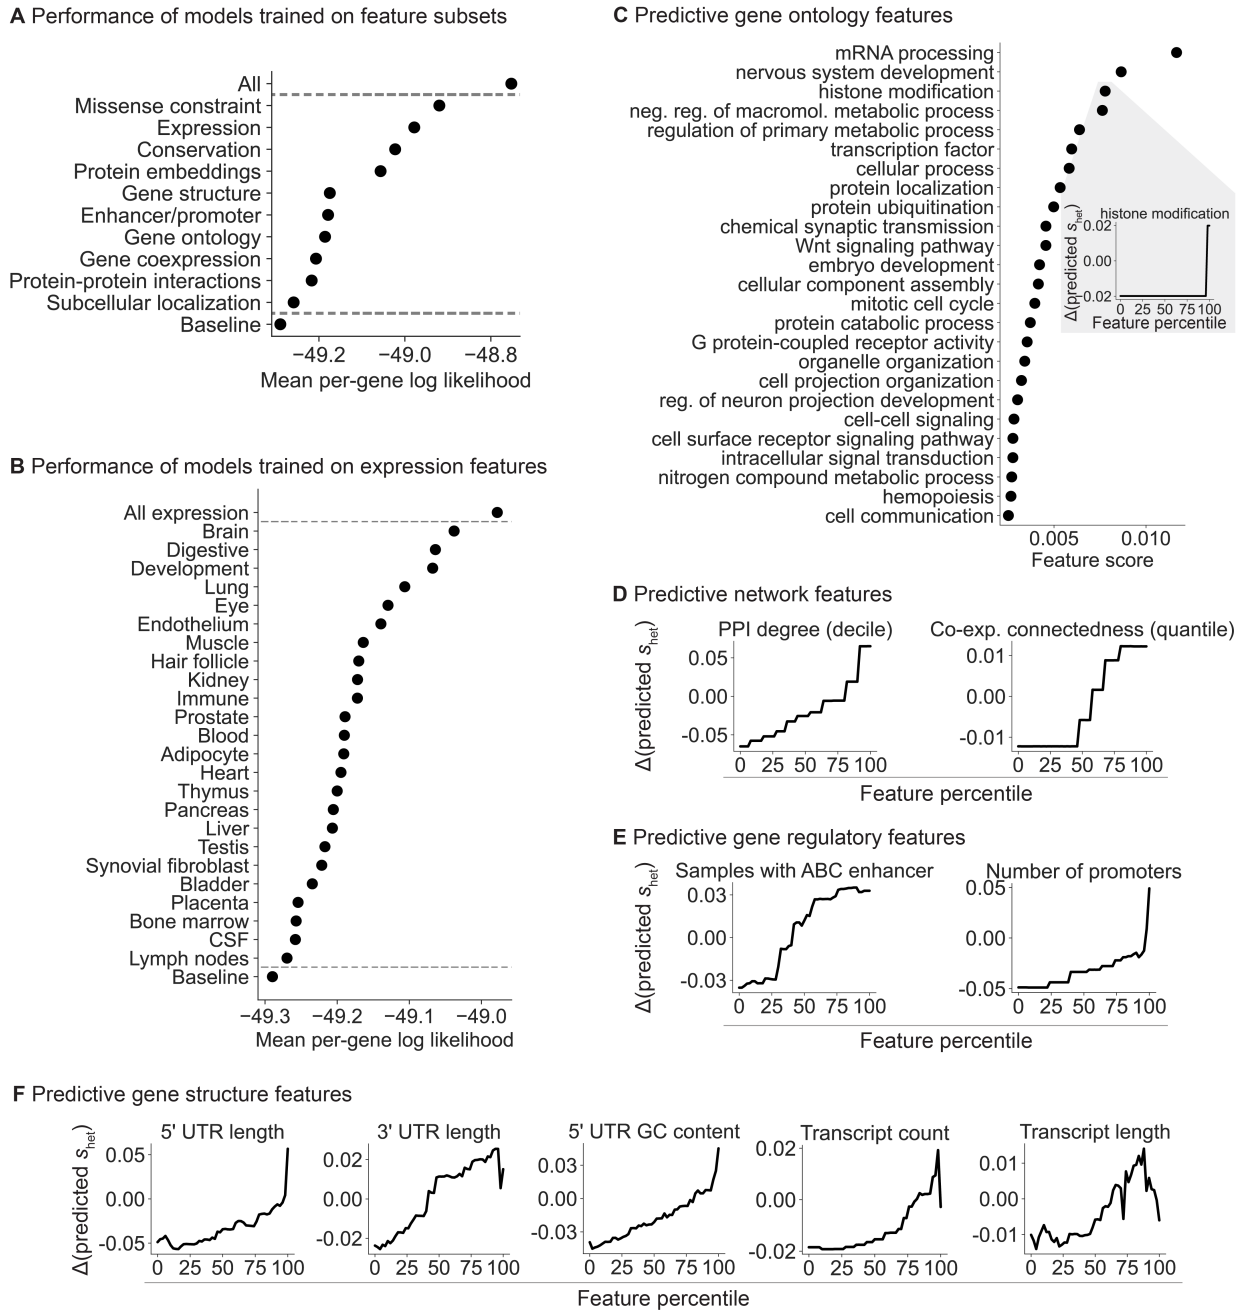 A Performance of models trained on feature subsets
All
Missense constraint
Expression
Conservation
Protein embeddings
Gene structure
Enhancer/promoter
Gene ontology
Gene coexpression
Protein-protein interactions
Subcellular localization
Baseline
−49.2 −49.0 −48.8
Mean per-gene log likelihood
B Performance of models trained on expression features
All expression
Brain
Digestive
Development
Lung
Eye
Endothelium
Muscle
Hair follicle
Kidney
Immune
Prostate
Blood
Adipocyte
Heart
Thymus
Pancreas
Liver
Testis
Synovial fibroblast
Bladder
Placenta
Bone marrow
CSF
Lymph nodes
Baseline
−49.3 −49.2 −49.1 −49.0
Mean per-gene log likelihood
C Predictive gene ontology features
mRNA processing
nervous system development
histone modification
neg. reg. of macromol. metabolic process
regulation of primary metabolic process
transcription factor
cellular process
protein localization
protein ubiquitination
chemical synaptic transmission
Wnt signaling pathway
embryo development
cellular component assembly
mitotic cell cycle
protein catabolic process
G protein-coupled receptor activity
organelle organization
cell projection organization
reg. of neuron projection development
cell-cell signaling
cell surface receptor signaling pathway
intracellular signal transduction
nitrogen compound metabolic process
hemopoiesis
cell communication
0.005 0.010
Feature score
histone modification
Δ(predicted shet)
0.02
0.00
−0.02
0 25 50 75 100
Feature percentile
D Predictive network features
Δ(predicted shet)
PPI degree (decile)
0.05
0.00
-0.05
0 25 50 75 100
Co-exp. connectedness (quantile)
0.01
0.00
-0.01
0 25 50 75 100
Feature percentile
E Predictive gene regulatory features
Δ(predicted shet)
Samples with ABC enhancer
0.03
0.00
-0.03
0 25 50 75 100
Number of promoters
0.05
0.00
-0.05
0 25 50 75 100
Feature percentile
F Predictive gene structure features
Δ(predicted shet)
5' UTR length
0.05
0.00
-0.05
0 25 50 75 100
3' UTR length
0.02
0.00
-0.02
0 25 50 75 100
5' UTR GC content
0.03
0.00
-0.03
0 25 50 75 100
Transcript count
0.02
0.00
-0.02
0 25 50 75 100
Transcript length
0.01
0.00
-0.01
0 25 50 75 100
Feature percentile